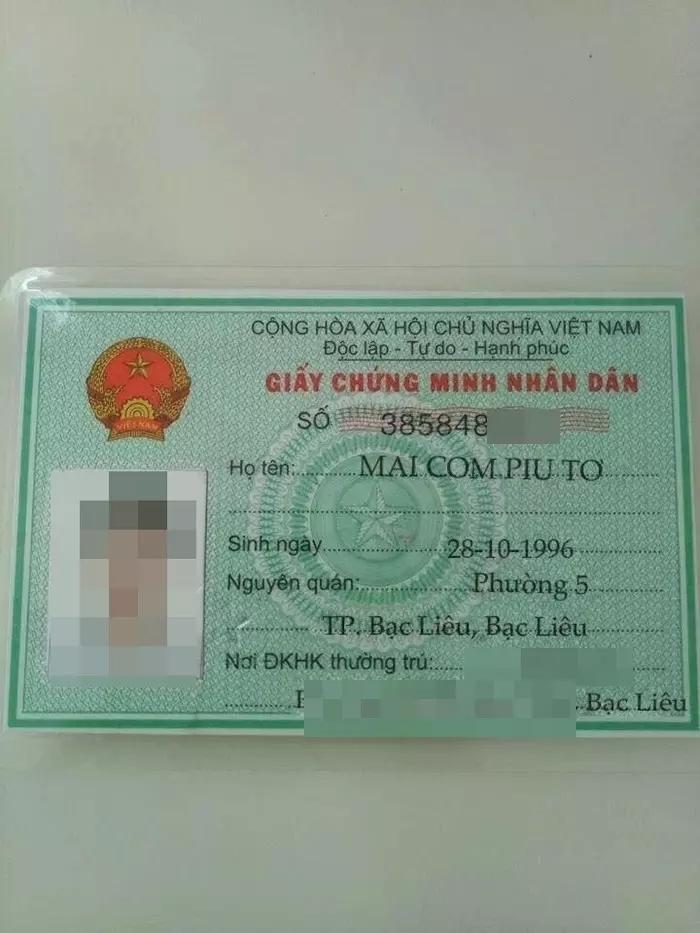 CỘNG HÒA XÃ HỘI CHỦ NGHĨA VIỆT NAM
Độc lập - Tự do - Hạnh phúc
GIẤY CHỨNG MINH NHÂN DÂN
SỐ 385848
VIỆT NAM
Họ tên: MAI COM PIU TƠ
Sinh ngày 28-10-1996
Nguyên quán: Phường 5
TP. Bạc Liêu, Bạc Liêu
Nơi ĐKHK thường trú:
Bạc Liêu